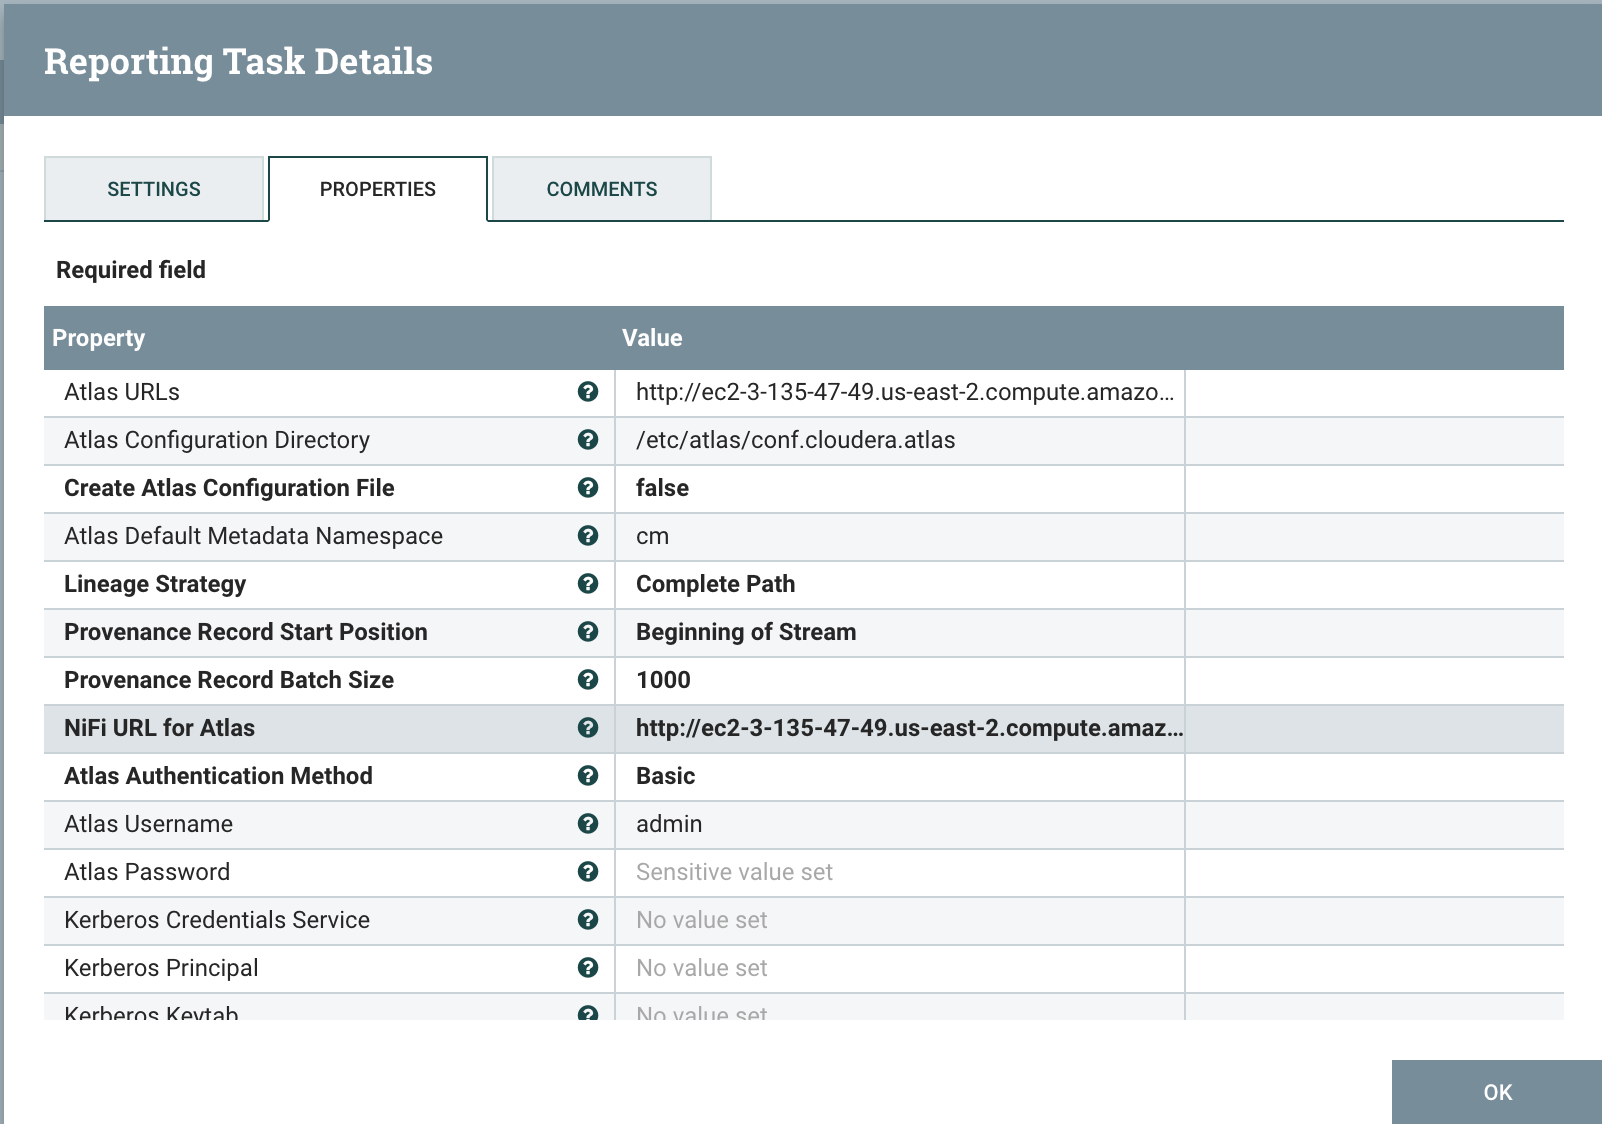 Reporting Task Details
SETTINGS
PROPERTIES
COMMENTS
Required field
Property Value
Atlas URLs ? http://ec2-3-135-47-49.us-east-2.compute.amazo...
Atlas Configuration Directory ? /etc/atlas/conf.cloudera.atlas
Create Atlas Configuration File ? false
Atlas Default Metadata Namespace ? cm
Lineage Strategy ? Complete Path
Provenance Record Start Position ? Beginning of Stream
Provenance Record Batch Size ? 1000
NiFi URL for Atlas ? http://ec2-3-135-47-49.us-east-2.compute.amaz...
Atlas Authentication Method ? Basic
Atlas Username ? admin
Atlas Password ? Sensitive value set
Kerberos Credentials Service ? No value set
Kerberos Principal ? No value set
Kerberos Keytab ? No value set
OK